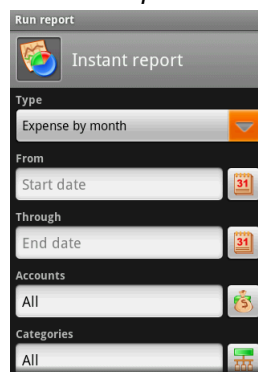 Run report
Instant report
Type
Expense by month
From
Start date
31
Through
End date
31
Accounts
All
Categories
All